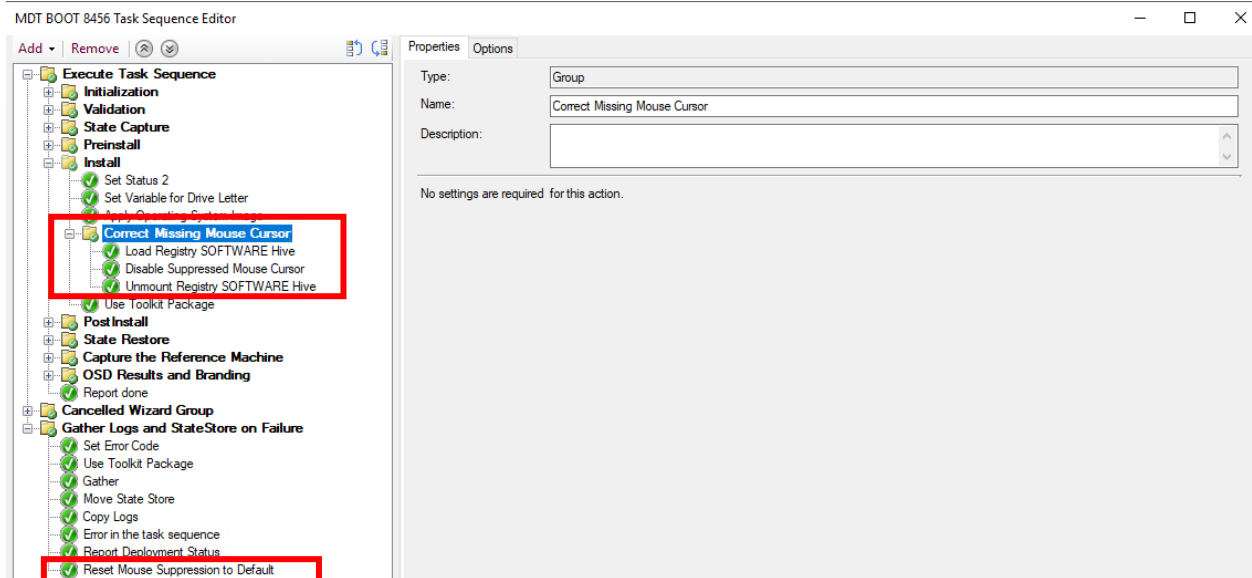 MDT BOOT 8456 Task Sequence Editor
Add Remove
Properties Options
Execute Task Sequence
Initialization
Validation
State Capture
Preinstall
Install
Set Status 2
Set Variable for Drive Letter
Apply Operating System Image
Correct Missing Mouse Cursor
Load Registry SOFTWARE Hive
Disable Suppressed Mouse Cursor
Unmount Registry SOFTWARE Hive
Use Toolkit Package
PostInstall
State Restore
Capture the Reference Machine
OSD Results and Branding
Report done
Cancelled Wizard Group
Gather Logs and StateStore on Failure
Set Error Code
Use Toolkit Package
Gather
Move State Store
Copy Logs
Error in the task sequence
Report Deployment Status
Reset Mouse Suppression to Default
Type: Group
Name: Correct Missing Mouse Cursor
Description:
No settings are required for this action.